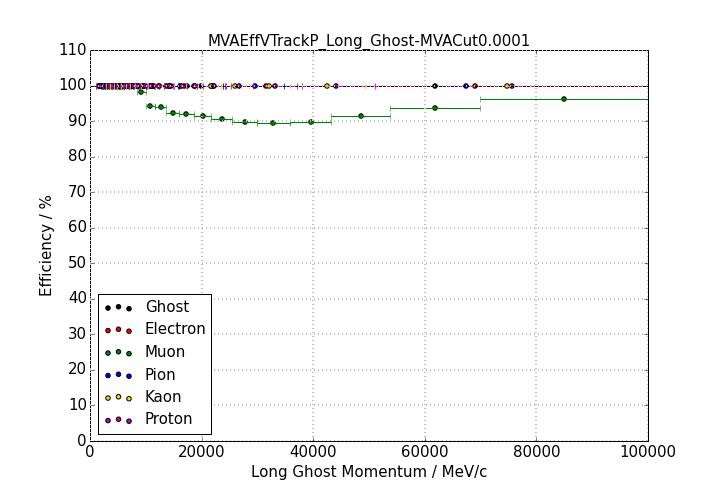 MVAEffVTrackP_Long_Ghost-MVACut0.0001
110
100
90
80
70
60
50
40
30
20
10
0
Efficiency / %
Ghost
Electron
Muon
Pion
Kaon
Proton
0 20000 40000 60000 80000 100000
Long Ghost Momentum / MeV/c